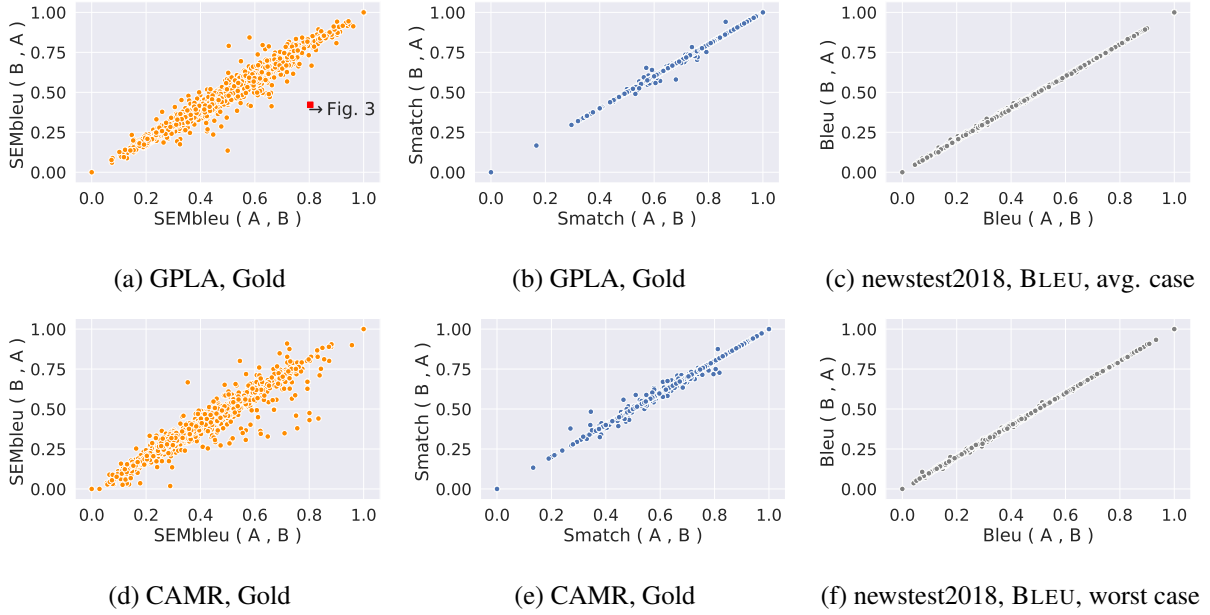 SEMbleu ( B , A )
1.00
0.75
0.50
0.25
0.00
→ Fig. 3
0.0 0.2 0.4 0.6 0.8 1.0
SEMbleu ( A , B )
(a) GPLA, Gold
Smatch ( B , A )
1.00
0.75
0.50
0.25
0.00
0.0 0.2 0.4 0.6 0.8 1.0
Smatch ( A , B )
(b) GPLA, Gold
Bleu ( B , A )
1.00
0.75
0.50
0.25
0.00
0.0 0.2 0.4 0.6 0.8 1.0
Bleu ( A , B )
(c) newstest2018, BLEU, avg. case
SEMbleu ( B , A )
1.00
0.75
0.50
0.25
0.00
0.0 0.2 0.4 0.6 0.8 1.0
SEMbleu ( A , B )
(d) CAMR, Gold
Smatch ( B , A )
1.00
0.75
0.50
0.25
0.00
0.0 0.2 0.4 0.6 0.8 1.0
Smatch ( A , B )
(e) CAMR, Gold
Bleu ( B , A )
1.00
0.75
0.50
0.25
0.00
0.0 0.2 0.4 0.6 0.8 1.0
Bleu ( A , B )
(f) newstest2018, BLEU, worst case